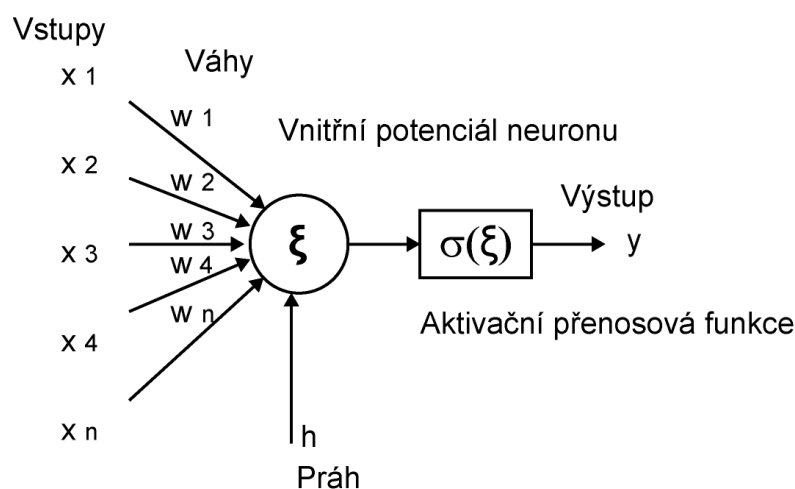 Vstupy
Váhy
x 1
w 1
Vnitřní potenciál neuronu
x 2
w 2
Výstup
x 3
w 3
ξ
σ(ξ)
y
w 4
w n
Aktivační přenosová funkce
x 4
x n
h
Práh